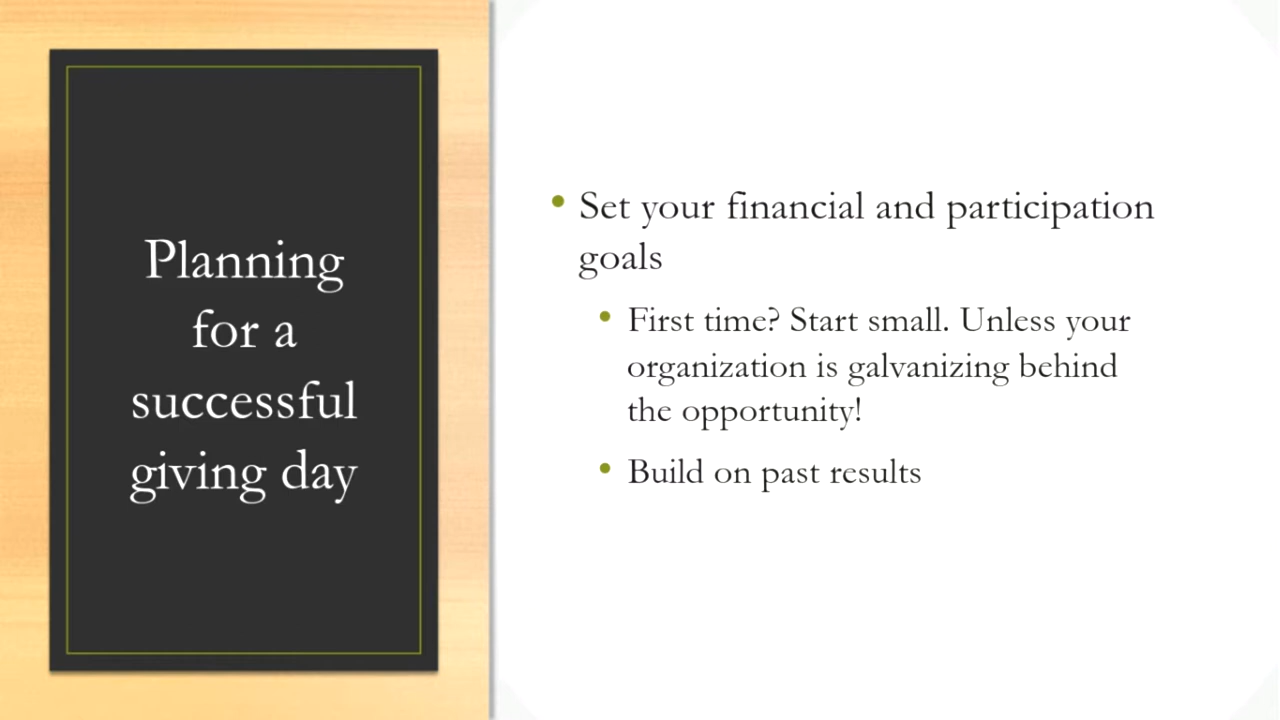 Planning
for a
successful
giving day
• Set your financial and participation
goals
• First time? Start small. Unless your
organization is galvanizing behind
the opportunity!
• Build on past results